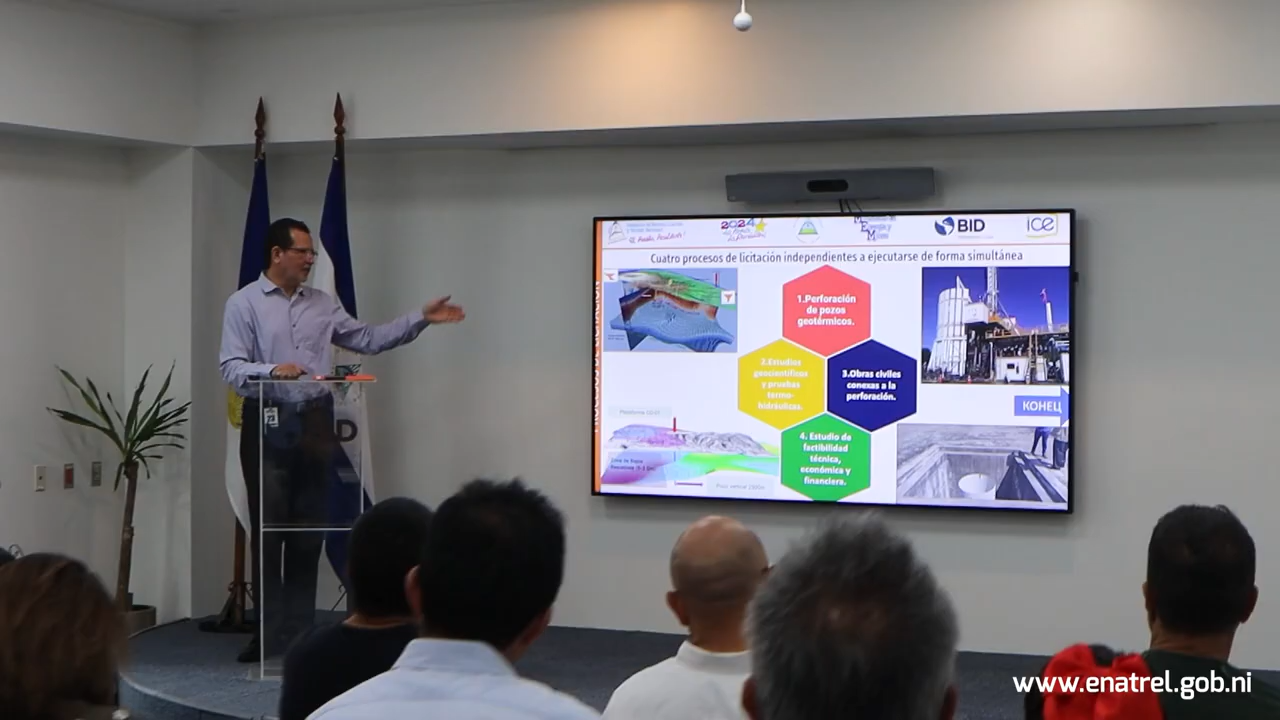 2024
BID
ice
Cuatro procesos de licitación independientes a ejecutarse de forma simultánea
1.Perforación
de pozos
geotérmicos.
2.Estudios
geocientíficos
y pruebas
termo-
hidráulicas.
3.Obras civiles
conexas a la
perforación.
КОНЕЦ
4. Estudio de
factibilidad
técnica,
económica y
financiera.
www.enatrel.gob.ni